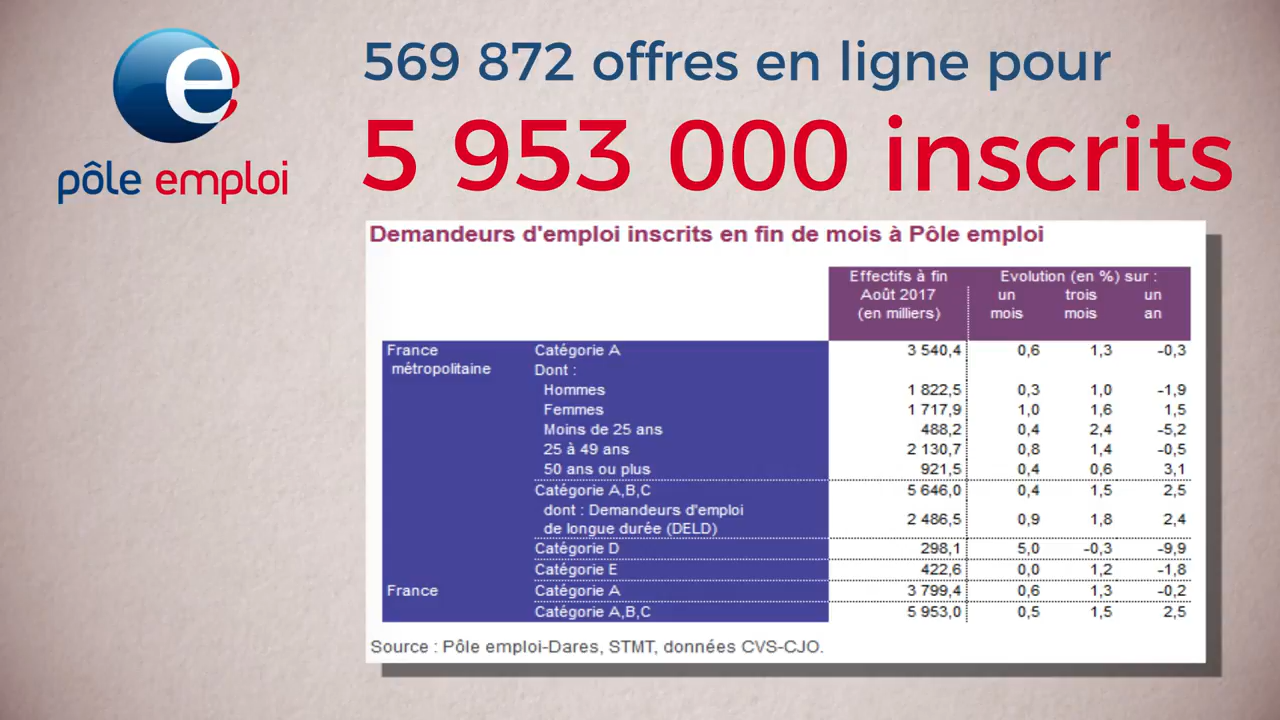 e
pôle emploi
569 872 offres en ligne pour
5 953 000 inscrits
Demandeurs d'emploi inscrits en fin de mois à Pôle emploi
Effectifs à fin Août 2017 (en milliers) Evolution (en %) sur :
un mois trois mois un an
France métropolitaine Catégorie A 3 540,4 0,6 1,3 -0,3
Dont :
Hommes 1 822,5 0,3 1,0 -1,9
Femmes 1 717,9 1,0 1,6 1,5
Moins de 25 ans 488,2 0,4 2,4 -5,2
25 à 49 ans 2 130,7 0,8 1,4 -0,5
50 ans ou plus 921,5 0,4 0,6 3,1
Catégorie A,B,C 5 646,0 0,4 1,5 2,5
dont : Demandeurs d'emploi
de longue durée (DELD) 2 486,5 0,9 1,8 2,4
Catégorie D 298,1 5,0 -0,3 -9,9
Catégorie E 422,6 0,0 1,2 -1,8
France Catégorie A 3 799,4 0,6 1,3 -0,2
Catégorie A,B,C 5 953,0 0,5 1,5 2,5
Source : Pôle emploi-Dares, STMT, données CVS-CJO.